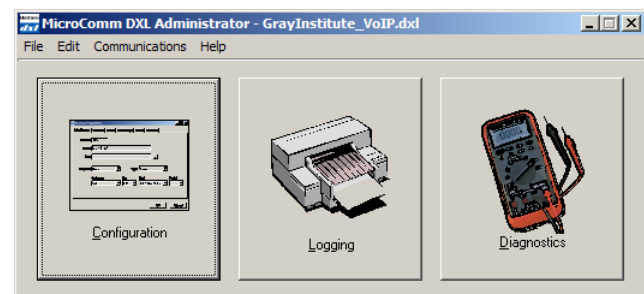 MicroComm DXL Administrator - GrayInstitute_VoIP.dxl
File Edit Communications Help
Configuration
Logging
Diagnostics